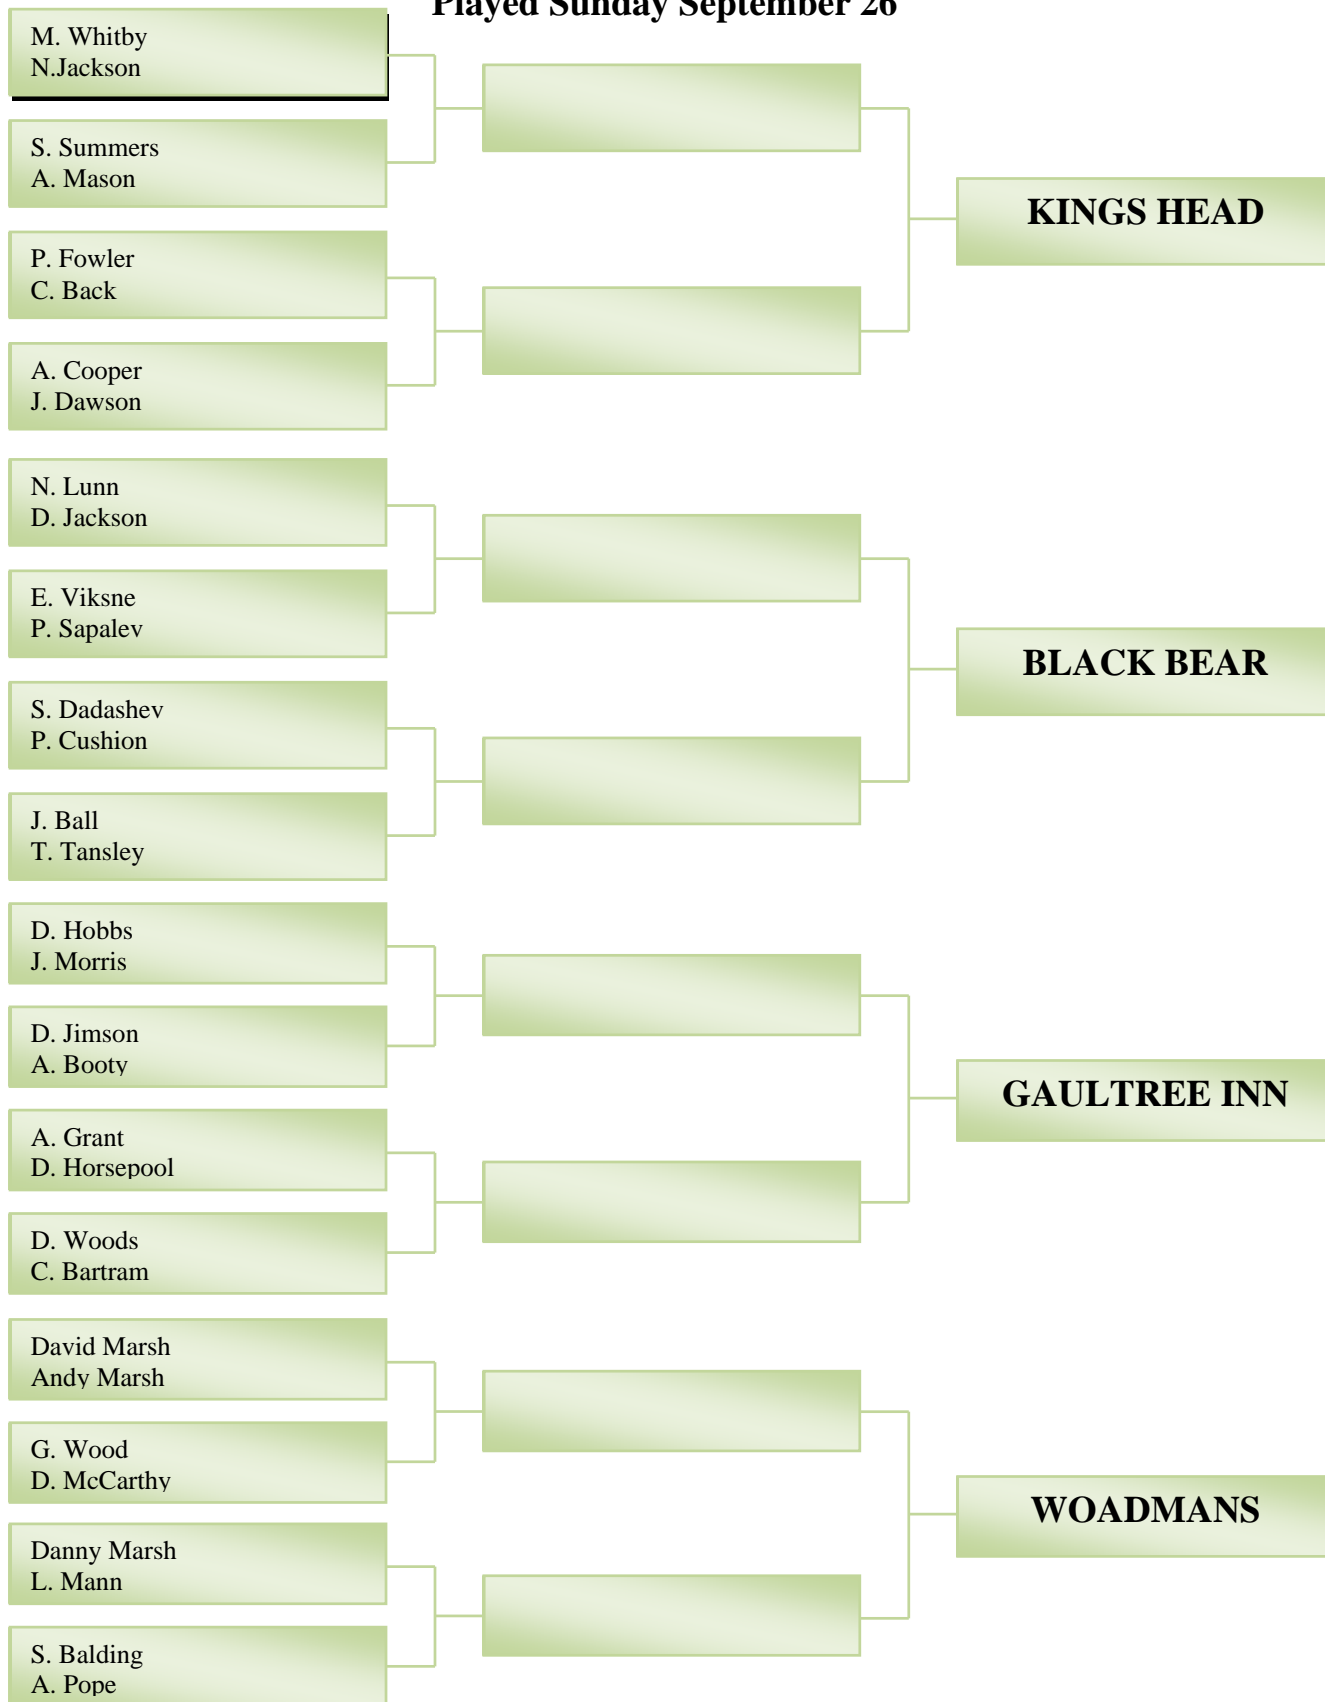 Played Sunday September 26
M. Whitby
N.Jackson
S. Summers
A. Mason
KINGS HEAD
P. Fowler
C. Back
A. Cooper
J. Dawson
N. Lunn
D. Jackson
E. Viksne
P. Sapalev
BLACK BEAR
S. Dadashev
P. Cushion
J. Ball
T. Tansley
D. Hobbs
J. Morris
D. Jimson
A. Booty
GAULTREE INN
A. Grant
D. Horsepool
D. Woods
C. Bartram
David Marsh
Andy Marsh
G. Wood
D. McCarthy
WOADMANS
Danny Marsh
L. Mann
S. Balding
A. Pope